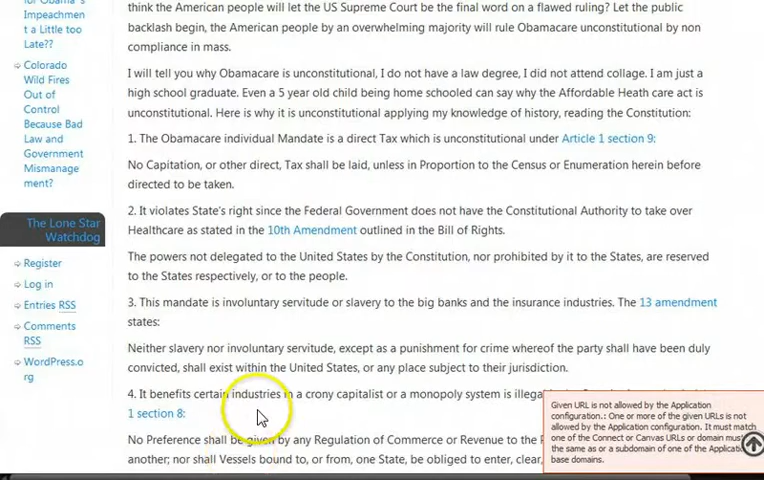 for Obama's
Impeachmen
t a Little too
Late??
Colorado
Wild Fires
Out of
Control
Because Bad
Law and
Government
Mismanage
ment?
The Lone Star
Watchdog
Register
Log in
Entries RSS
Comments
RSS
WordPress.o
rg
think the American people will let the US Supreme Court be the final word on a flawed ruling? Let the public
backlash begin, the American people by an overwhelming majority will rule Obamacare unconstitutional by non
compliance in mass.
I will tell you why Obamacare is unconstitutional, I do not have a law degree, I did not attend collage. I am just a
high school graduate. Even a 5 year old child being home schooled can say why the Affordable Heath care act is
unconstitutional. Here is why it is unconstitutional applying my knowledge of history, reading the Constitution:
1. The Obamacare individual Mandate is a direct Tax which is unconstitutional under Article 1 section 9:
No Capitation, or other direct, Tax shall be laid, unless in Proportion to the Census or Enumeration herein before
directed to be taken.
2. It violates State's right since the Federal Government does not have the Constitutional Authority to take over
Healthcare as stated in the 10th Amendment outlined in the Bill of Rights.
The powers not delegated to the United States by the Constitution, nor prohibited by it to the States, are reserved
to the States respectively, or to the people.
3. This mandate is involuntary servitude or slavery to the big banks and the insurance industries. The 13 amendment
states:
Neither slavery nor involuntary servitude, except as a punishment for crime whereof the party shall have been duly
convicted, shall exist within the United States, or any place subject to their jurisdiction.
4. It benefits certain industries in a crony capitalist or a monopoly system is illega
1 section 8:
No Preference shall be given by any Regulation of Commerce or Revenue to the
another; nor shall Vessels bound to, or from, one State, be obliged to enter, clear,
Given URL is not allowed by the Application
configuration.: One or more of the given URLs is not
allowed by the Application configuration. It must match
one of the Connect or Canvas URLs or domain must
the same as or a subdomain of one of the Applicati
base domains.